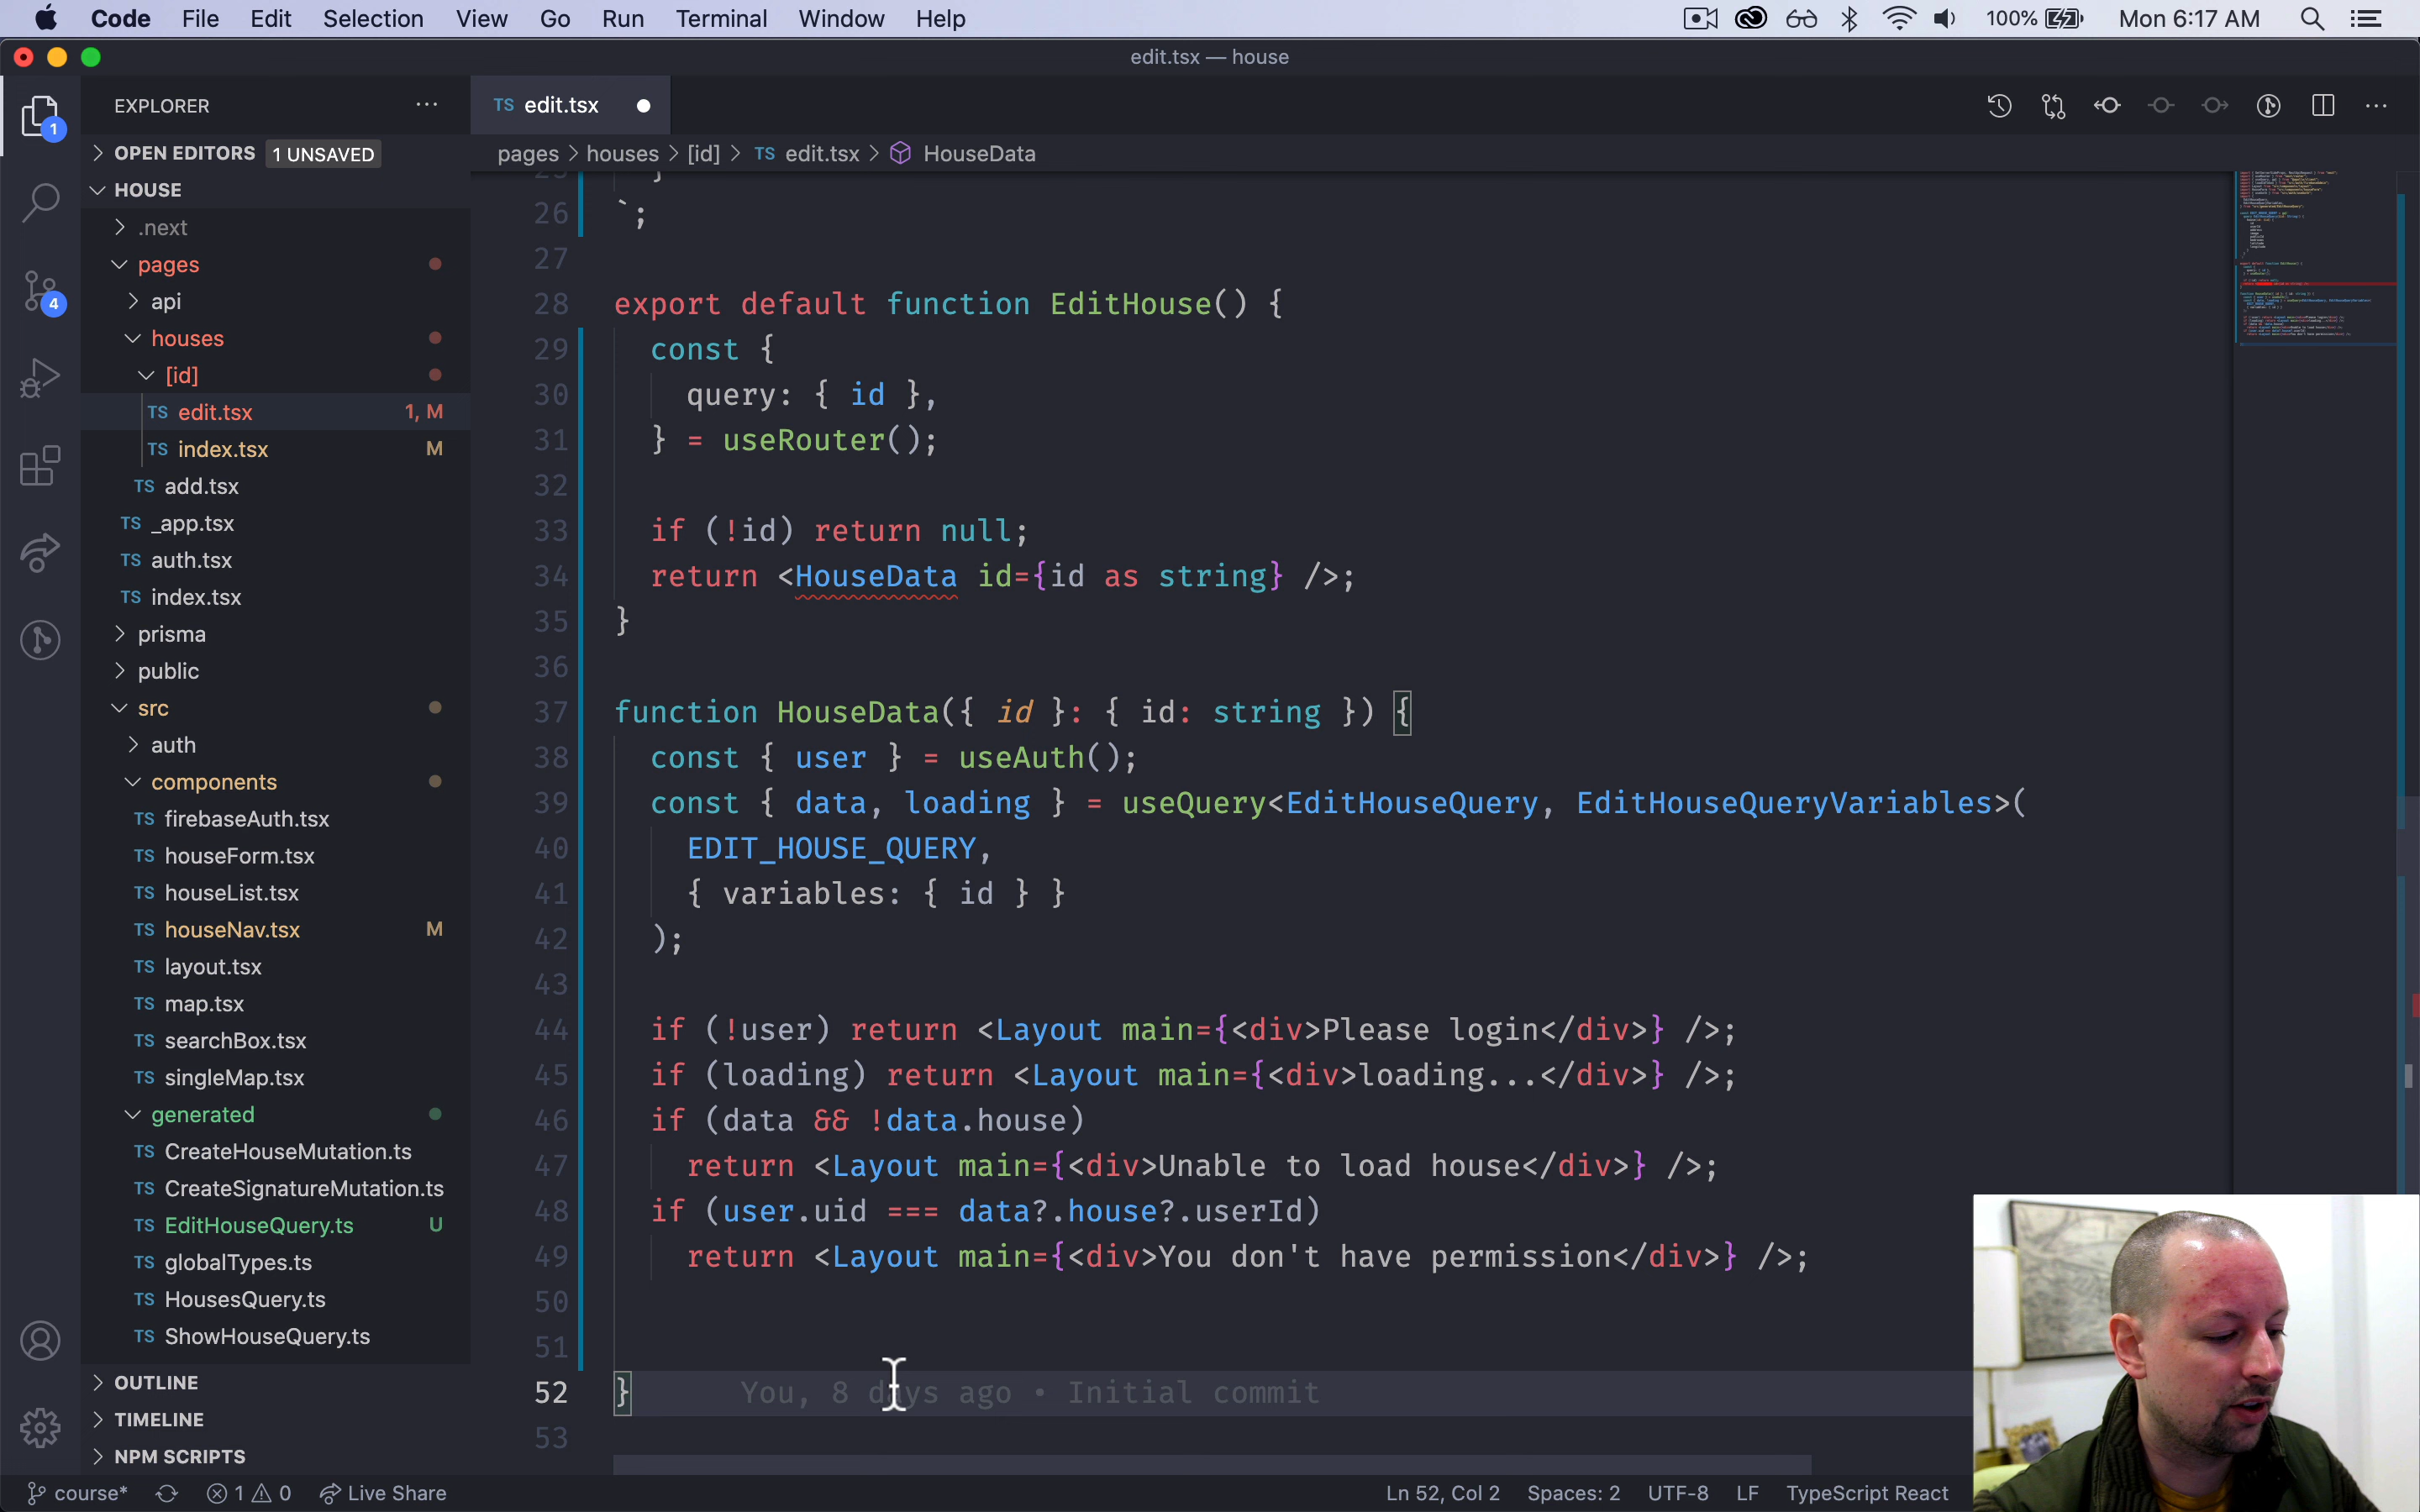 Code File Edit Selection View Go Run Terminal Window Help 100% Mon 6:17 AM
edit.tsx — house
EXPLORER
TS edit.tsx
OPEN EDITORS 1 UNSAVED
pages > houses > [id] > TS edit.tsx > HouseData
HOUSE
.next
pages
api
houses
[id]
TS edit.tsx 1, M
TS index.tsx M
TS add.tsx
TS _app.tsx
TS auth.tsx
TS index.tsx
prisma
public
src
auth
components
TS firebaseAuth.tsx
TS houseForm.tsx
TS houseList.tsx
TS houseNav.tsx M
TS layout.tsx
TS map.tsx
TS searchBox.tsx
TS singleMap.tsx
generated
TS CreateHouseMutation.ts
TS CreateSignatureMutation.ts
TS EditHouseQuery.ts U
TS globalTypes.ts
TS HousesQuery.ts
TS ShowHouseQuery.ts
OUTLINE
TIMELINE
NPM SCRIPTS
1
4
26 `;
27
28 export default function EditHouse() {
29 const {
30 query: { id },
31 } = useRouter();
32
33 if (!id) return null;
34 return <HouseData id={id as string} />;
35 }
36
37 function HouseData({ id }: { id: string }) {
38 const { user } = useAuth();
39 const { data, loading } = useQuery<EditHouseQuery, EditHouseQueryVariables>(
40 EDIT_HOUSE_QUERY,
41 { variables: { id } }
42 );
43
44 if (!user) return <Layout main={<div>Please login</div>} />;
45 if (loading) return <Layout main={<div>loading...</div>} />;
46 if (data && !data.house)
47 return <Layout main={<div>Unable to load house</div>} />;
48 if (user.uid === data?.house?.userId)
49 return <Layout main={<div>You don't have permission</div>} />;
50
51
52 } You, 8 days ago • Initial commit
53
course* 1 0 Live Share Ln 52, Col 2 Spaces: 2 UTF-8 LF TypeScript React